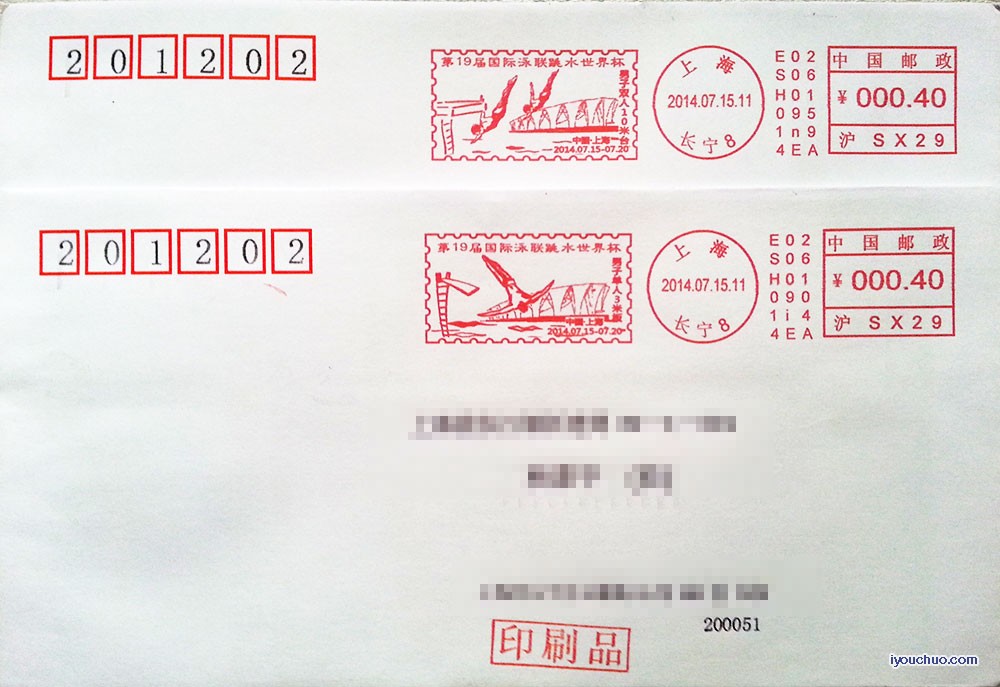 201202
第19届国际泳联跳水世界杯
男子双人10米台
中国·上海
2014.07.15-07.20
上海
2014.07.15.11
长宁8
E02
S06
H01
095
1n9
4EA
中国邮政
¥ 000.40
沪 SX29
201202
第19届国际泳联跳水世界杯
男子单人3米板
中国·上海
2014.07.15-07.20
上海
2014.07.15.11
长宁8
E02
S06
H01
090
1i4
4EA
中国邮政
¥ 000.40
沪 SX29
200051
印刷品
iyouchuo.com